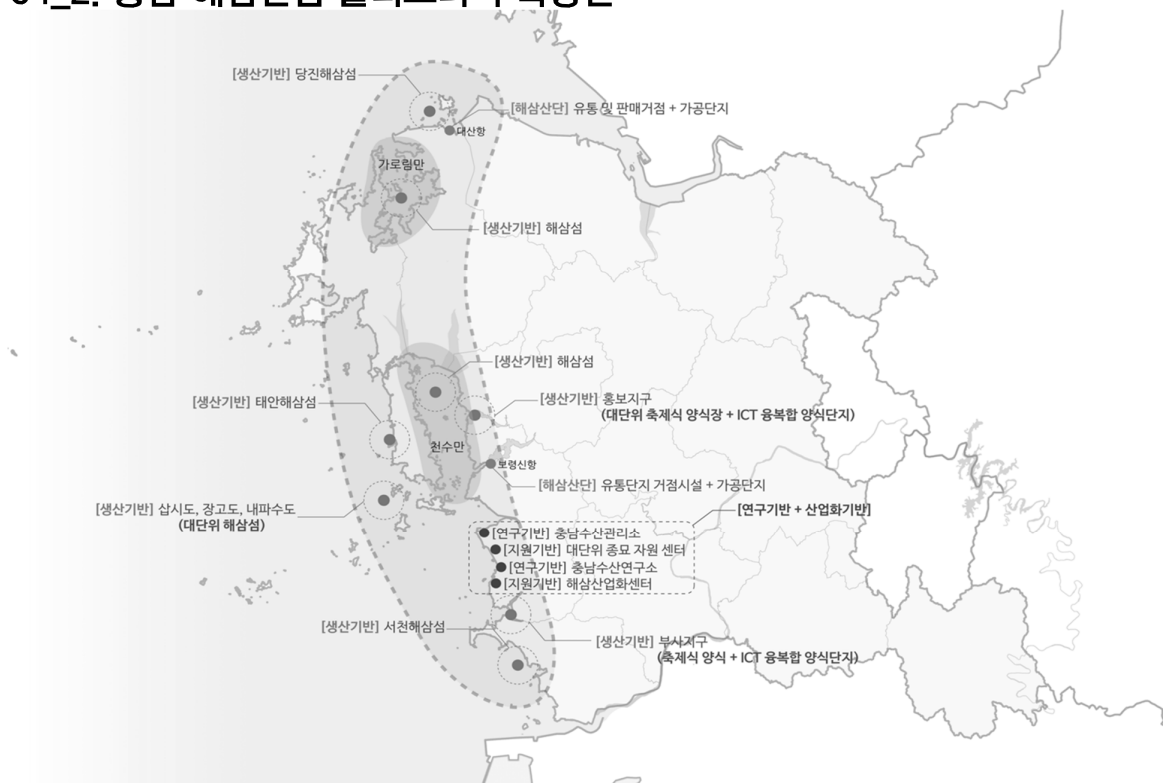 [생산기반] 당진해삼섬
[해삼산단] 유통 및 판매거점 + 가공단지
대산항
가로림만
[생산기반] 해삼섬
[생산기반] 해삼섬
[생산기반] 홍보지구
(대단위 축제식 양식장 + ICT 융복합 양식단지)
[생산기반] 태안해삼섬
천수만
보령신항
[해삼산단] 유통단지 거점시설 + 가공단지
[생산기반] 삽시도, 장고도, 내파수도
(대단위 해삼섬)
[연구기반 + 산업화기반]
[연구기반] 충남수산관리소
[지원기반] 대단위 종묘 자원 센터
[연구기반] 충남수산연구소
[지원기반] 해삼산업화센터
[생산기반] 서천해삼섬
[생산기반] 부사지구
(축제식 양식 + ICT 융복합 양식단지)